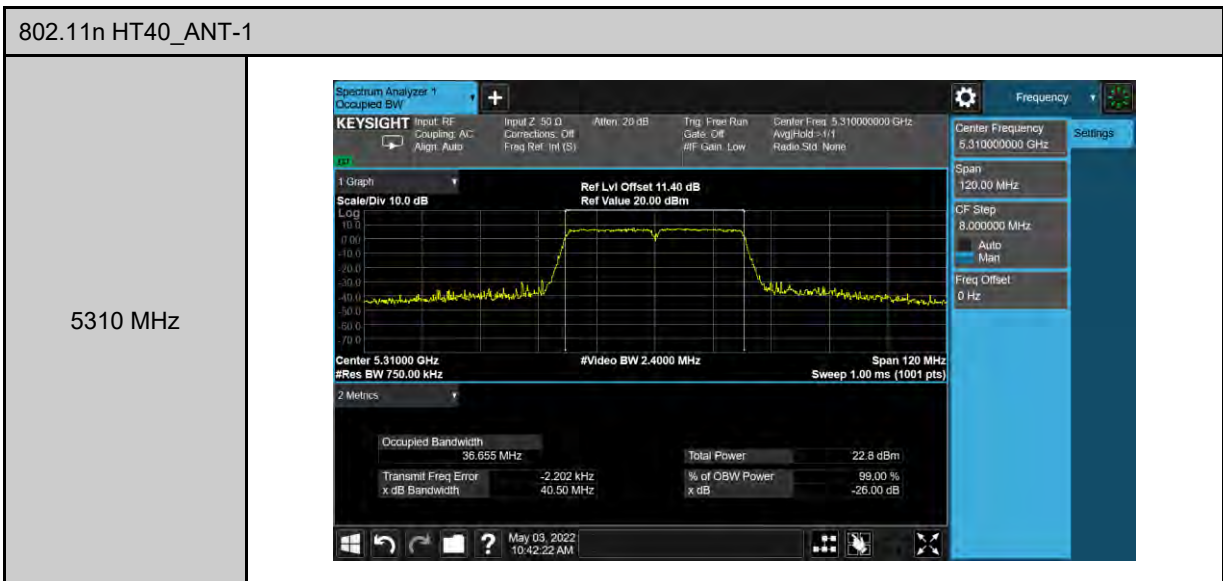 802.11n HT40_ANT-1
5310 MHz
Spectrum Analyzer 1
Occupied BW
+
Frequency
KEYSIGHT
Input: RF
Coupling: AC
Align: Auto
Input Z: 50 Ω
Corrections: Off
Freq Ref: Int (S)
Atten: 20 dB
Trig: Free Run
Gate: Off
#IF Gain: Low
Center Freq: 5.310000000 GHz
Avg|Hold:>1/1
Radio Std: None
Center Frequency
5.310000000 GHz
Settings
Span
120.00 MHz
CF Step
8.000000 MHz
Auto
Man
Freq Offset
0 Hz
1 Graph
Scale/Div 10.0 dB
Ref Lvl Offset 11.40 dB
Ref Value 20.00 dBm
Log
10.0
0.00
-10.0
-20.0
-30.0
-40.0
-50.0
-60.0
-70.0
Center 5.31000 GHz
#Res BW 750.00 kHz
#Video BW 2.4000 MHz
Span 120 MHz
Sweep 1.00 ms (1001 pts)
2 Metrics
Occupied Bandwidth
36.655 MHz
Total Power 22.8 dBm
Transmit Freq Error -2.202 kHz
% of OBW Power 99.00 %
x dB Bandwidth 40.50 MHz
x dB -26.00 dB
?
May 03, 2022
10:42:22 AM